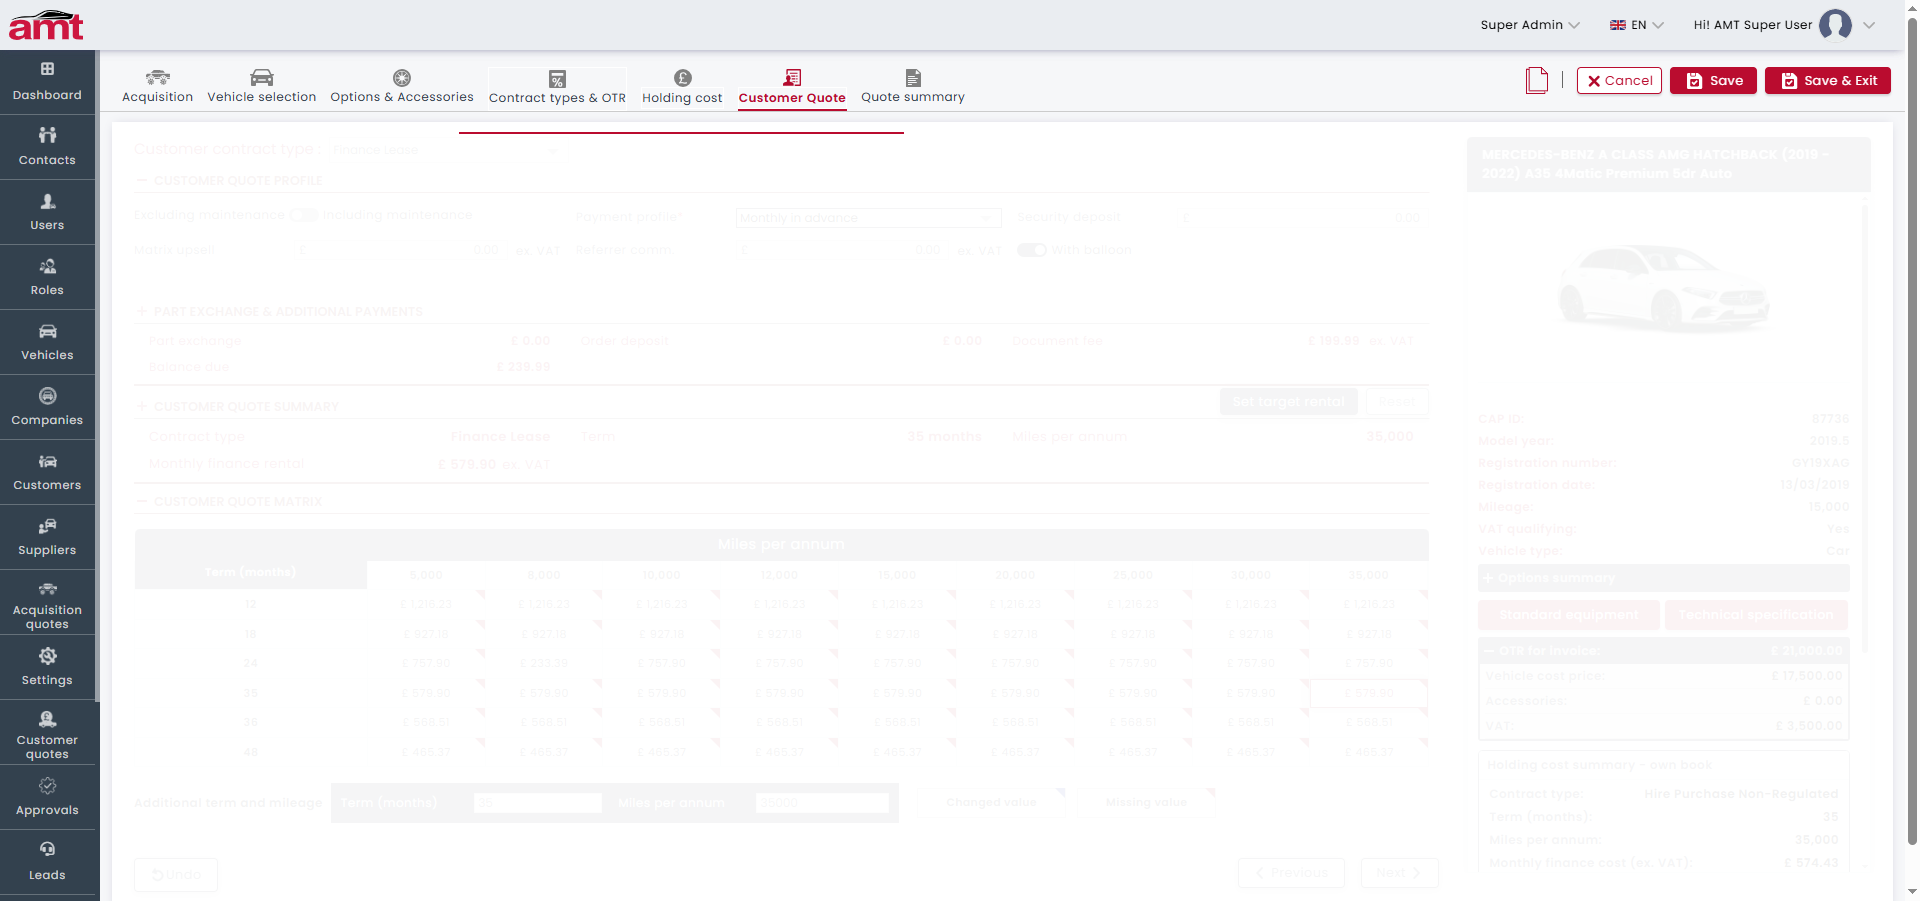 amt
Super Admin
EN
Hi! AMT Super User
Dashboard
Contacts
Users
Roles
Vehicles
Companies
Customers
Suppliers
Acquisition
quotes
Settings
Customer
quotes
Approvals
Leads
Acquisition
Vehicle selection
Options & Accessories
Contract types & OTR
Holding cost
Customer Quote
Quote summary
Cancel
Save
Save & Exit
Customer contract type: Finance Lease
CUSTOMER QUOTE PROFILE
Excluding maintenance Including maintenance
Payment profile* Monthly in advance
Security deposit £ 0.00
Matrix upsell £ 0.00 ex. VAT
Referrer comm. £ 0.00 ex. VAT
With balloon
PART EXCHANGE & ADDITIONAL PAYMENTS
Part exchange £ 0.00 Order deposit £ 0.00 Document fee £ 199.99 ex. VAT
Balance due £ 239.99
CUSTOMER QUOTE SUMMARY
Set target rental Reset
Contract type Finance Lease Term 35 months Miles per annum 35,000
Monthly finance rental £ 579.90 ex. VAT
CUSTOMER QUOTE MATRIX
Miles per annum
Term (months) 5,000 8,000 10,000 12,000 15,000 20,000 25,000 30,000 35,000
12 £ 1,216.23 £ 1,216.23 £ 1,216.23 £ 1,216.23 £ 1,216.23 £ 1,216.23 £ 1,216.23 £ 1,216.23 £ 1,216.23
18 £ 927.18 £ 927.18 £ 927.18 £ 927.18 £ 927.18 £ 927.18 £ 927.18 £ 927.18 £ 927.18
24 £ 757.90 £ 757.90 £ 757.90 £ 757.90 £ 757.90 £ 757.90 £ 757.90 £ 757.90
35 £ 579.90 £ 579.90 £ 579.90 £ 579.90 £ 579.90 £ 579.90 £ 579.90 £ 579.90 £ 579.90
36 £ 568.51 £ 568.51 £ 568.51 £ 568.51 £ 568.51 £ 568.51 £ 568.51 £ 568.51 £ 568.51
48 £ 465.37 £ 465.37 £ 465.37 £ 465.37 £ 465.37 £ 465.37 £ 465.37 £ 465.37 £ 465.37
Additional term and mileage Term (months) 35 Miles per annum 35000 Changed value Missing value
Undo
Previous Next
MERCEDES-BENZ A CLASS AMG HATCHBACK (2018 -
2022) A35 4Matic Premium 5dr Auto
CAP ID: 87736
Model year: 2019.5
Registration number: GY19XAG
Registration date: 13/03/2019
Mileage: 15,000
VAT qualifying: Yes
Vehicle type: Car
Options summary
Standard equipment Technical specification
OTR for invoice: £ 21,000.00
Vehicle cost price: £ 17,500.00
Accessories: £ 0.00
VAT: £ 3,500.00
Holding cost summary - own book
Contract type: Hire Purchase Non-Regulated
Term (months): 35
Miles per annum: 35,000
Monthly finance cost (ex. VAT): £ 574.43